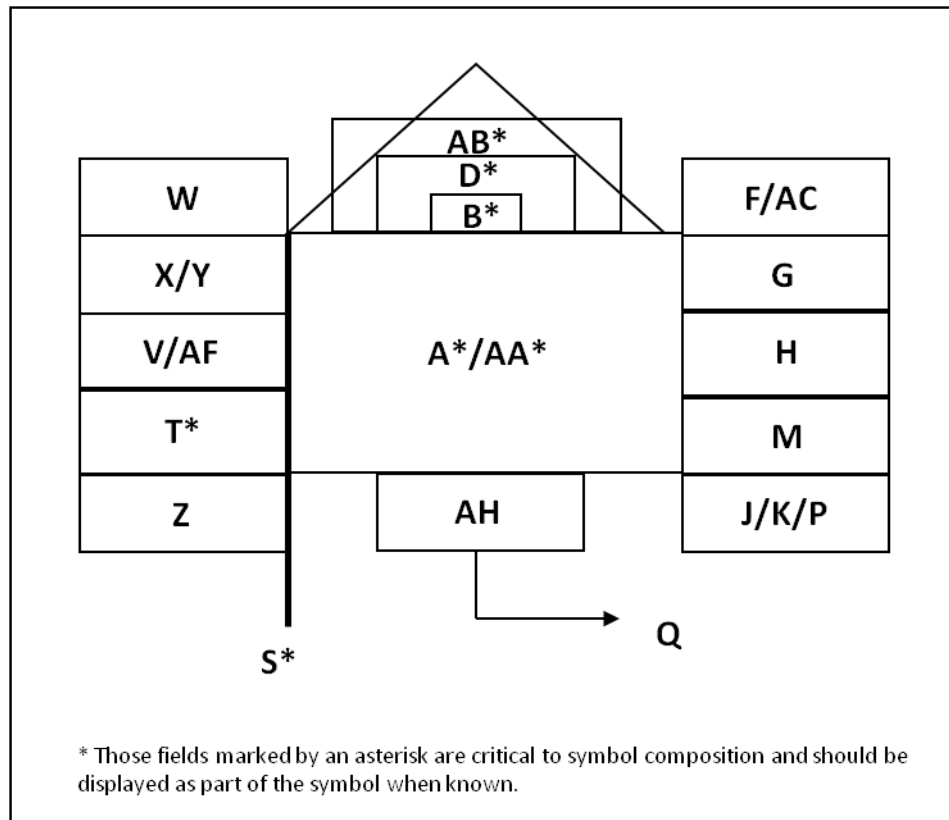 AB*
D*
B*
W
F/AC
X/Y
G
V/AF
A*/AA*
H
T*
M
Z
AH
J/K/P
Q
S*
* Those fields marked by an asterisk are critical to symbol composition and should be
displayed as part of the symbol when known.